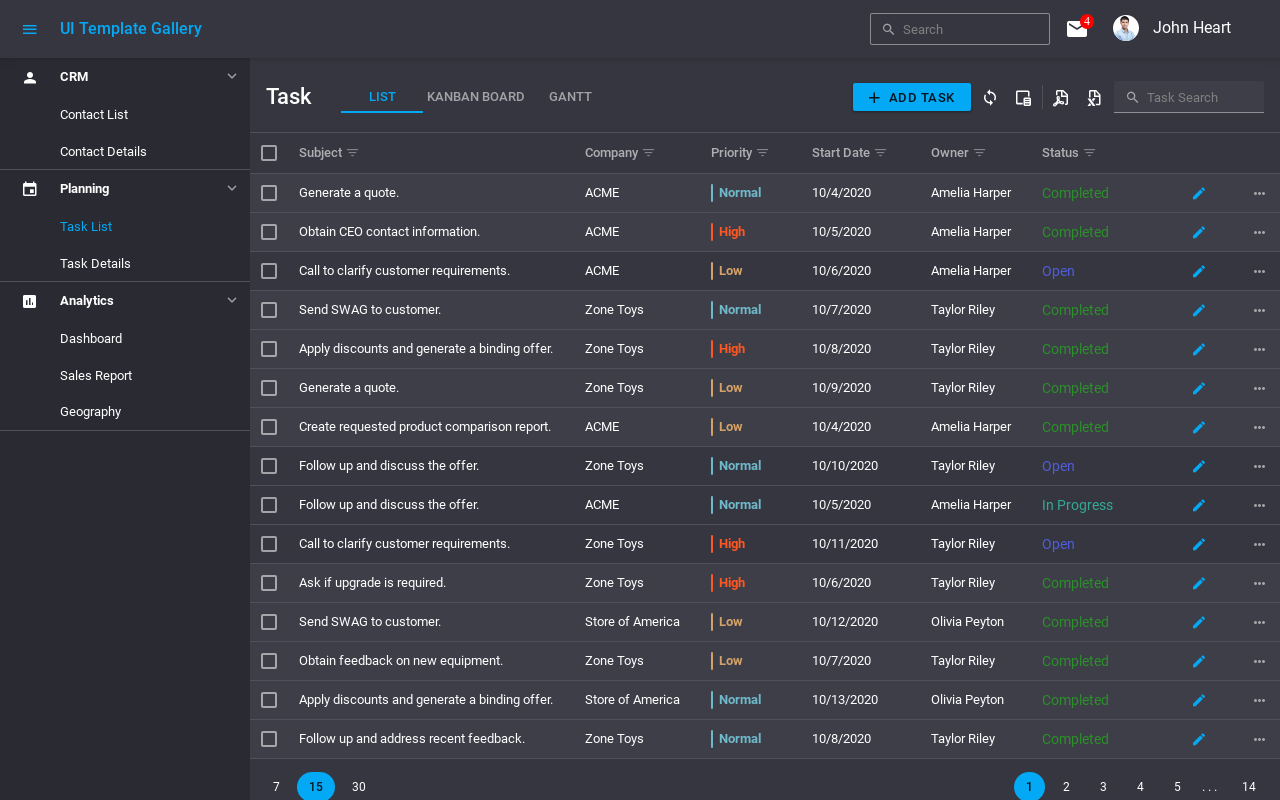 UI Template Gallery
Search
4
John Heart
CRM
Contact List
Contact Details
Planning
Task List
Task Details
Analytics
Dashboard
Sales Report
Geography
Task
LIST KANBAN BOARD GANTT
ADD TASK
Task Search
Subject Company Priority Start Date Owner Status
Generate a quote. ACME Normal 10/4/2020 Amelia Harper Completed
Obtain CEO contact information. ACME High 10/5/2020 Amelia Harper Completed
Call to clarify customer requirements. ACME Low 10/6/2020 Amelia Harper Open
Send SWAG to customer. Zone Toys Normal 10/7/2020 Taylor Riley Completed
Apply discounts and generate a binding offer. Zone Toys High 10/8/2020 Taylor Riley Completed
Generate a quote. Zone Toys Low 10/9/2020 Taylor Riley Completed
Create requested product comparison report. ACME Low 10/4/2020 Amelia Harper Completed
Follow up and discuss the offer. Zone Toys Normal 10/10/2020 Taylor Riley Open
Follow up and discuss the offer. ACME Normal 10/5/2020 Amelia Harper In Progress
Call to clarify customer requirements. Zone Toys High 10/11/2020 Taylor Riley Open
Ask if upgrade is required. Zone Toys High 10/6/2020 Taylor Riley Completed
Send SWAG to customer. Store of America Low 10/12/2020 Olivia Peyton Completed
Obtain feedback on new equipment. Zone Toys Low 10/7/2020 Taylor Riley Completed
Apply discounts and generate a binding offer. Store of America Normal 10/13/2020 Olivia Peyton Completed
Follow up and address recent feedback. Zone Toys Normal 10/8/2020 Taylor Riley Completed
7 15 30 1 2 3 4 5 . . . 14